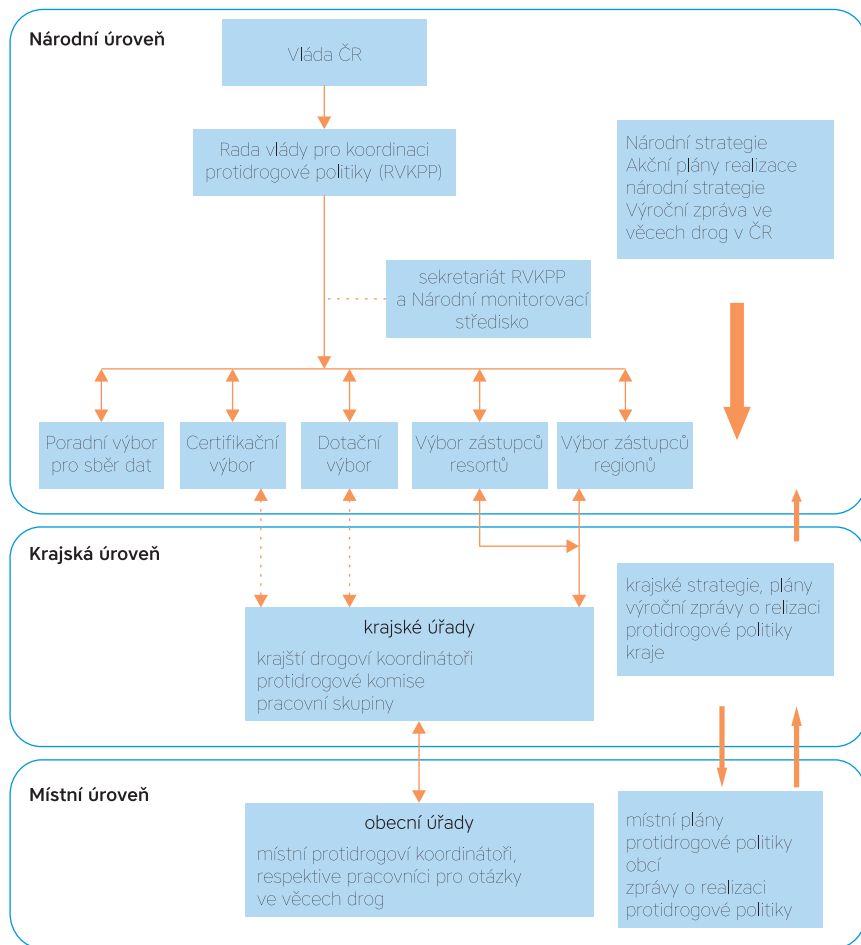 Národní úroveň
Vláda ČR
Rada vlády pro koordinaci
protidrogové politiky (RVKPP)
Národní strategie
Akční plány realizace
národní strategie
Výroční zpráva ve
věcech drog v ČR
sekretariát RVKPP
a Národní monitorovací
středisko
Poradní výbor
pro sběr dat
Certifikační
výbor
Dotační
výbor
Výbor zástupců
resortů
Výbor zástupců
regionů
Krajská úroveň
krajské úřady
krajští drogoví koordinátoři
protidrogové komise
pracovní skupiny
krajské strategie, plány
výroční zprávy o relizaci
protidrogové politiky
kraje
Místní úroveň
obecní úřady
místní protidrogoví koordinátoři,
respektive pracovníci pro otázky
ve věcech drog
místní plány
protidrogové politiky
obcí
zprávy o realizaci
protidrogové politiky